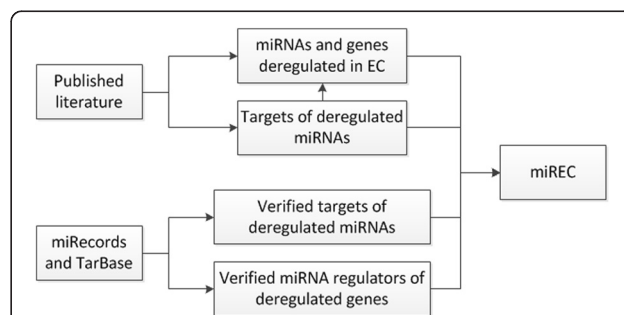 miRNAs and genes
deregulated in EC
Published
literature
Targets of deregulated
miRNAs
miREC
Verified targets of
deregulated miRNAs
miRecords
and TarBase
Verified miRNA regulators of
deregulated genes